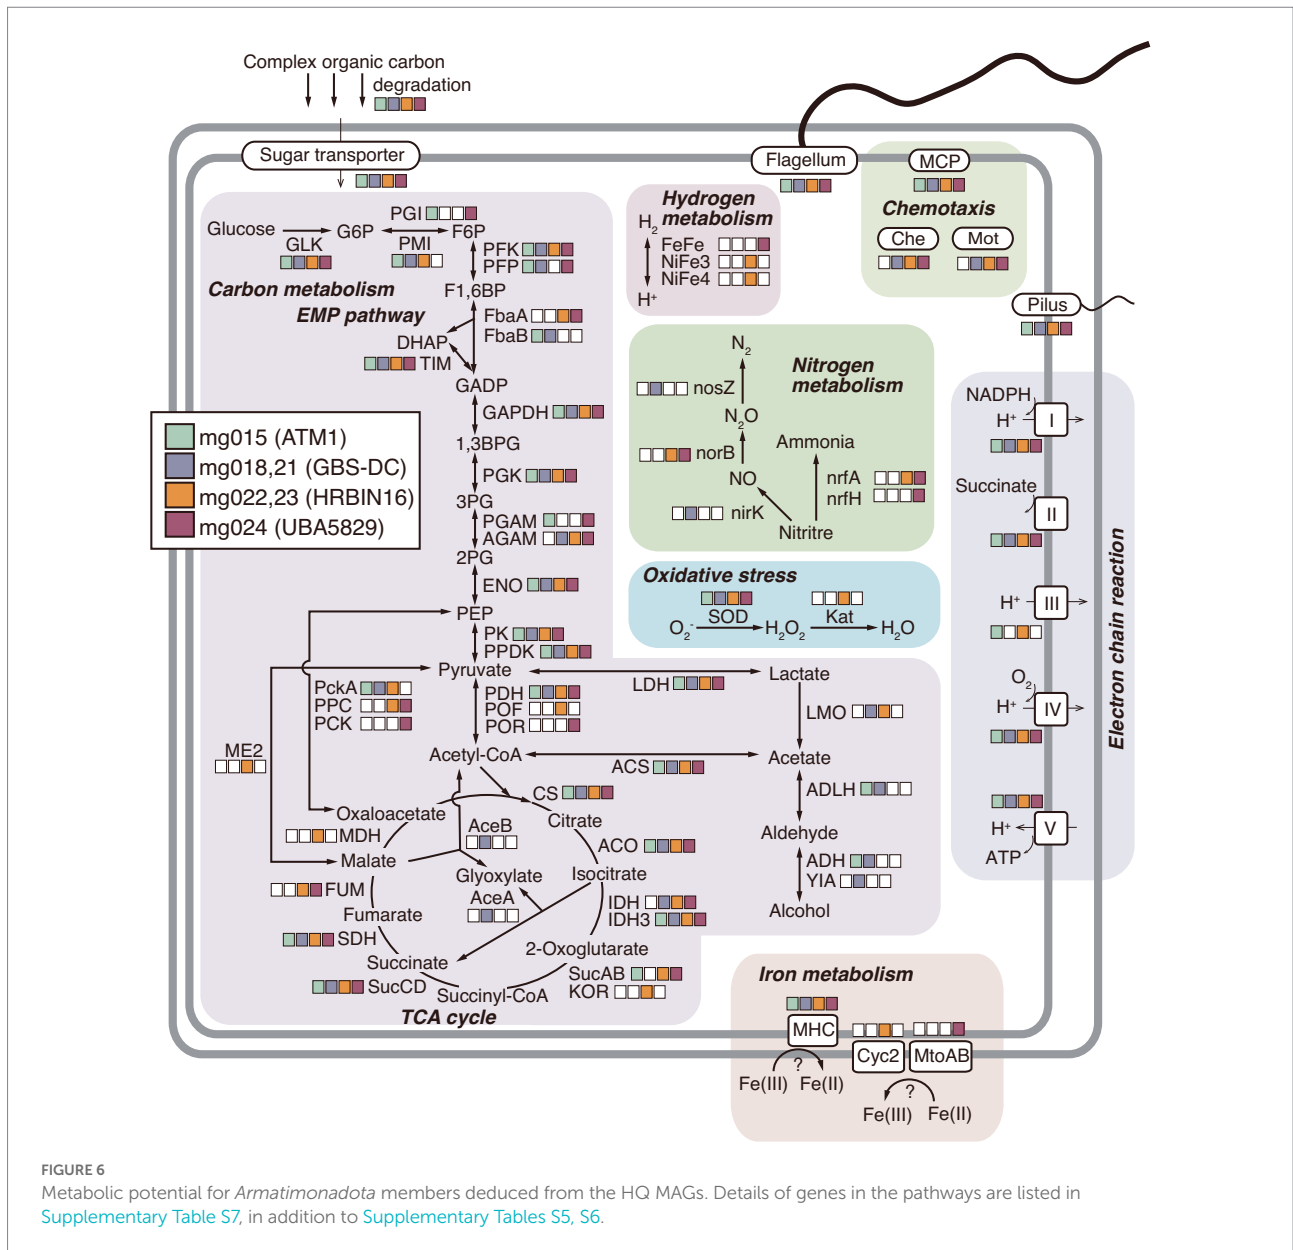 Complex organic carbon
degradation
Sugar transporter
Flagellum
MCP
Chemotaxis
Che
Mot
Pilus
Hydrogen
metabolism
H2
FeFe
NiFe3
NiFe4
H+
PGI
Glucose
G6P
F6P
GLK
PMI
PFK
PFP
Carbon metabolism
EMP pathway
F1,6BP
FbaA
FbaB
DHAP
TIM
GADP
GAPDH
1,3BPG
PGK
3PG
PGAM
AGAM
2PG
ENO
PEP
PK
PPDK
Pyruvate
mg015 (ATM1)
mg018,21 (GBS-DC)
mg022,23 (HRBIN16)
mg024 (UBA5829)
N2
Nitrogen
metabolism
nosZ
N2O
Ammonia
norB
NO
nrfA
nrfH
nirK
Nitritre
Oxidative stress
SOD
Kat
O2-
H2O2
H2O
NADPH
H+
I
Succinate
II
H+
III
O2
H+
IV
H+
V
ATP
Electron chain reaction
PckA
PPC
PCK
ME2
PDH
POF
POR
LDH
Lactate
LMO
Acetyl-CoA
ACS
Acetate
ADLH
Aldehyde
ADH
YIA
Alcohol
CS
Oxaloacetate
Citrate
MDH
AceB
ACO
Malate
Glyoxylate
Isocitrate
FUM
AceA
IDH
IDH3
Fumarate
SDH
2-Oxoglutarate
Succinate
SucAB
KOR
SucCD
Succinyl-CoA
TCA cycle
Iron metabolism
MHC
Cyc2
MtoAB
?
Fe(III)
Fe(II)
?
Fe(III)
Fe(II)
FIGURE 6
Metabolic potential for Armatimonadota members deduced from the HQ MAGs. Details of genes in the pathways are listed in
Supplementary Table S7, in addition to Supplementary Tables S5, S6.